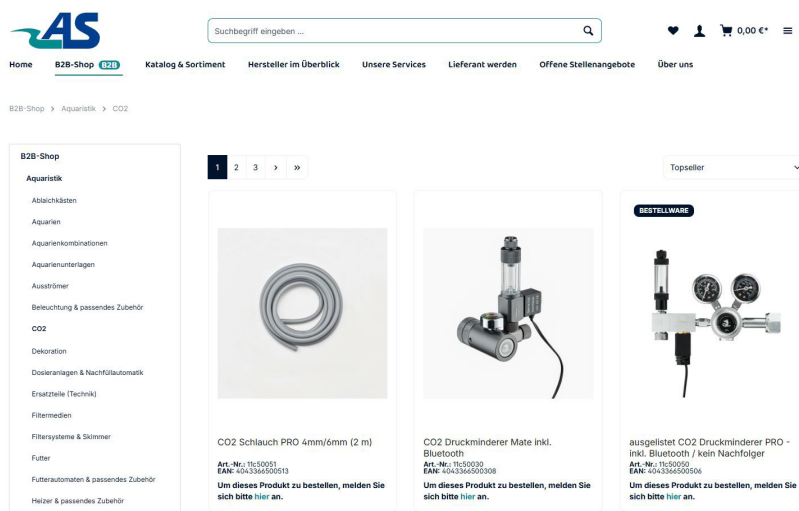 AS
Suchbegriff eingeben ...
0,00 €*
Home
B2B-Shop B2B
Katalog & Sortiment
Hersteller im Überblick
Unsere Services
Lieferant werden
Offene Stellenangebote
Über uns
B2B-Shop > Aquaristik > CO2
B2B-Shop
Aquaristik
Ablaichkästen
Aquarien
Aquarienkombinationen
Aquarienunterlagen
Ausströmer
Beleuchtung & passendes Zubehör
CO2
Dekoration
Dosieranlagen & Nachfüllautomatik
Ersatzteile (Technik)
Filtermedien
Filtersysteme & Skimmer
Futter
Futterautomaten & passendes Zubehör
Heizer & passendes Zubehör
1 2 3 › »
Topseller
CO2 Schlauch PRO 4mm/6mm (2 m)
Art.-Nr.: 11c50051
EAN: 4043366500513
Um dieses Produkt zu bestellen, melden Sie
sich bitte hier an.
CO2 Druckminderer Mate inkl.
Bluetooth
Art.-Nr.: 11c50030
EAN: 4043366500308
Um dieses Produkt zu bestellen, melden Sie
sich bitte hier an.
BESTELLWARE
ausgelistet CO2 Druckminderer PRO -
inkl. Bluetooth / kein Nachfolger
Art.-Nr.: 11c50050
EAN: 4043366500506
Um dieses Produkt zu bestellen, melden Sie
sich bitte hier an.